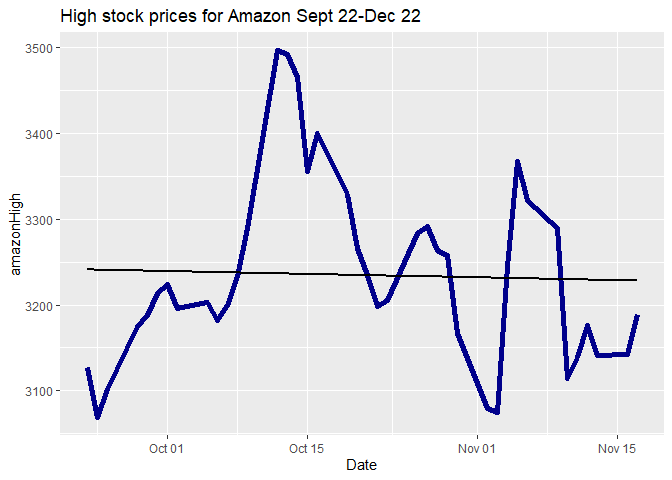 High stock prices for Amazon Sept 22-Dec 22
3500
3400
3300
3200
3100
amazonHigh
Oct 01
Oct 15
Nov 01
Nov 15
Date